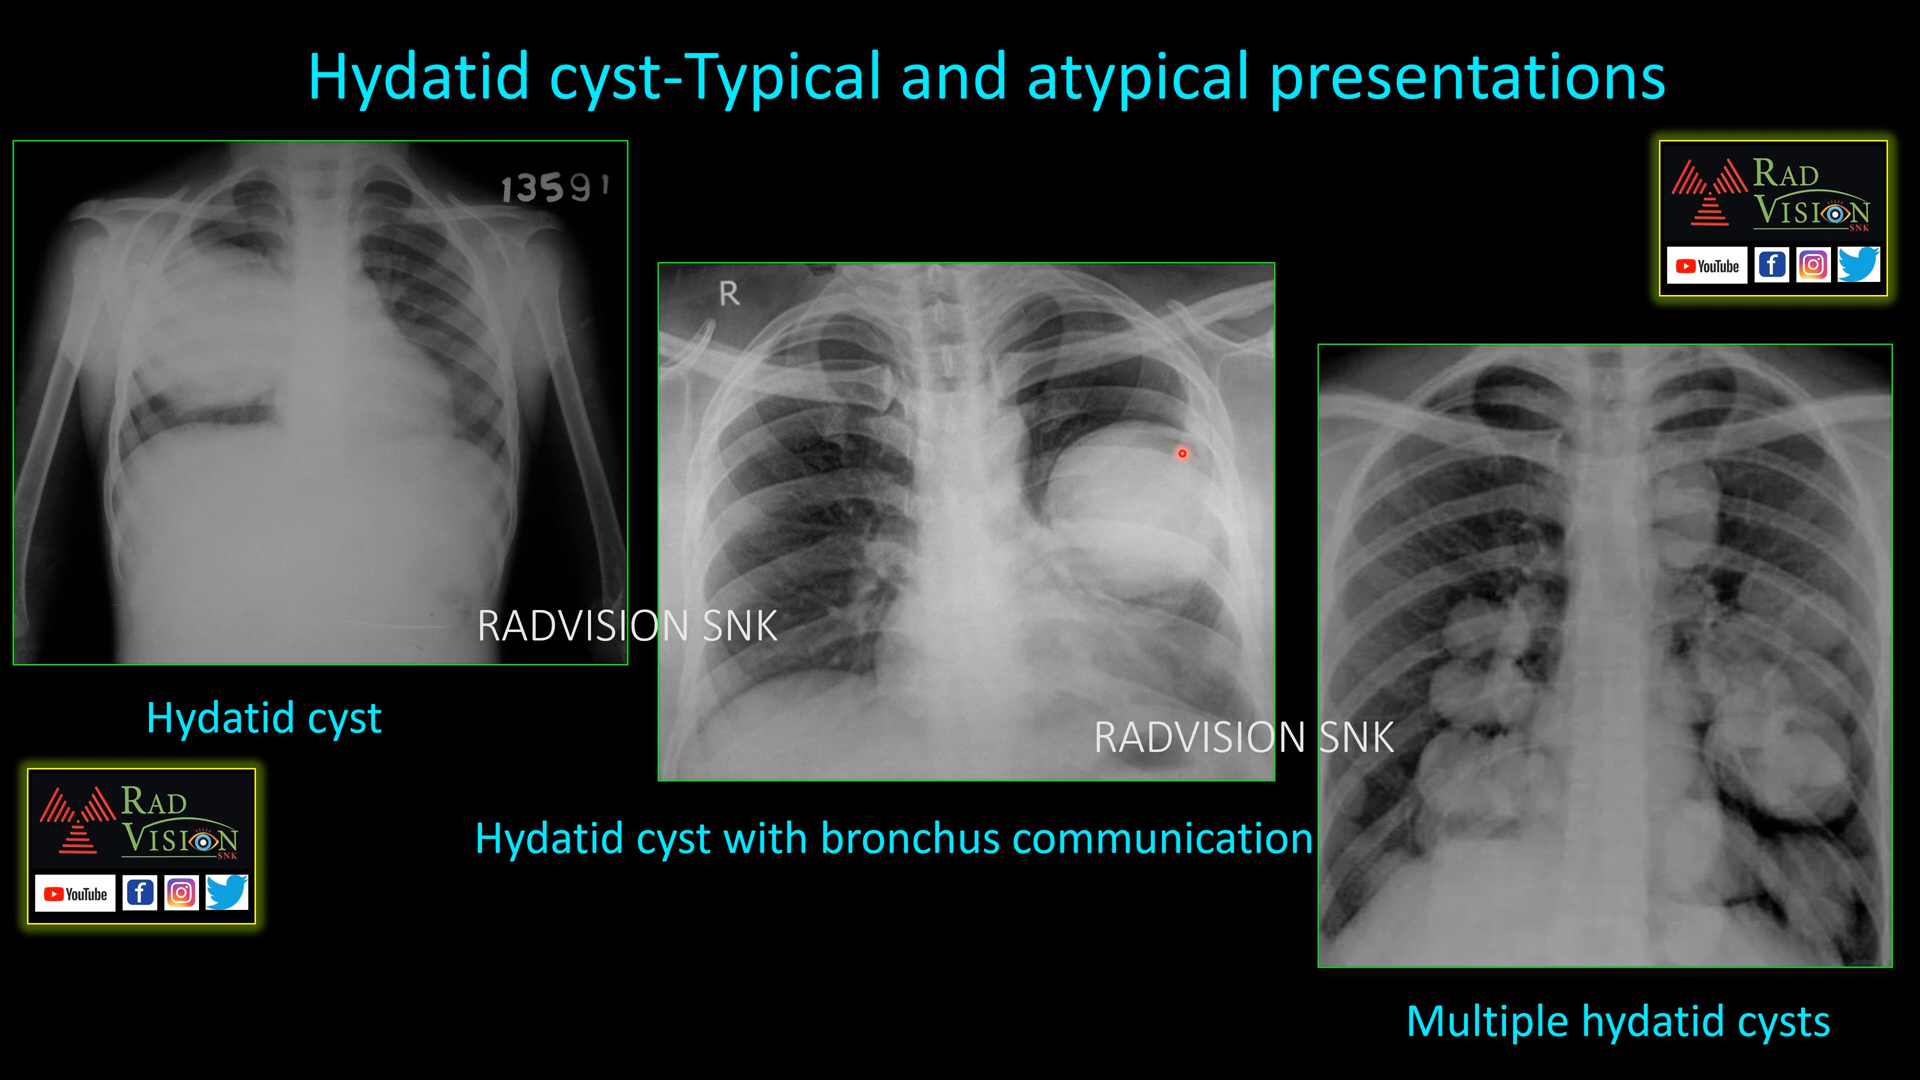 Hydatid cyst-Typical and atypical presentations
13591
RAD
VISION
SNK
YouTube
R
RADVISION SNK
Hydatid cyst
RADVISION SNK
RAD
VISION
SNK
YouTube
Hydatid cyst with bronchus communication
Multiple hydatid cysts